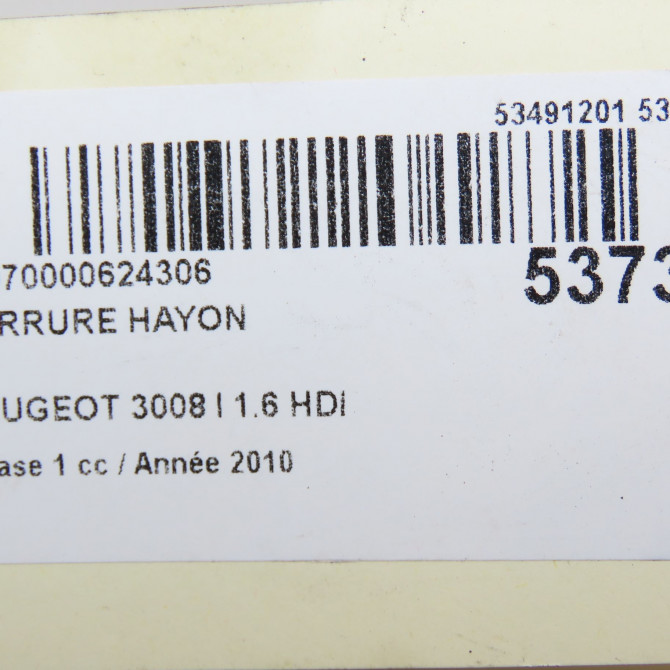 53491201 53
70000624306
5373
RRURE HAYON
UGEOT 3008 I 1.6 HDI
ase 1 cc / Année 2010